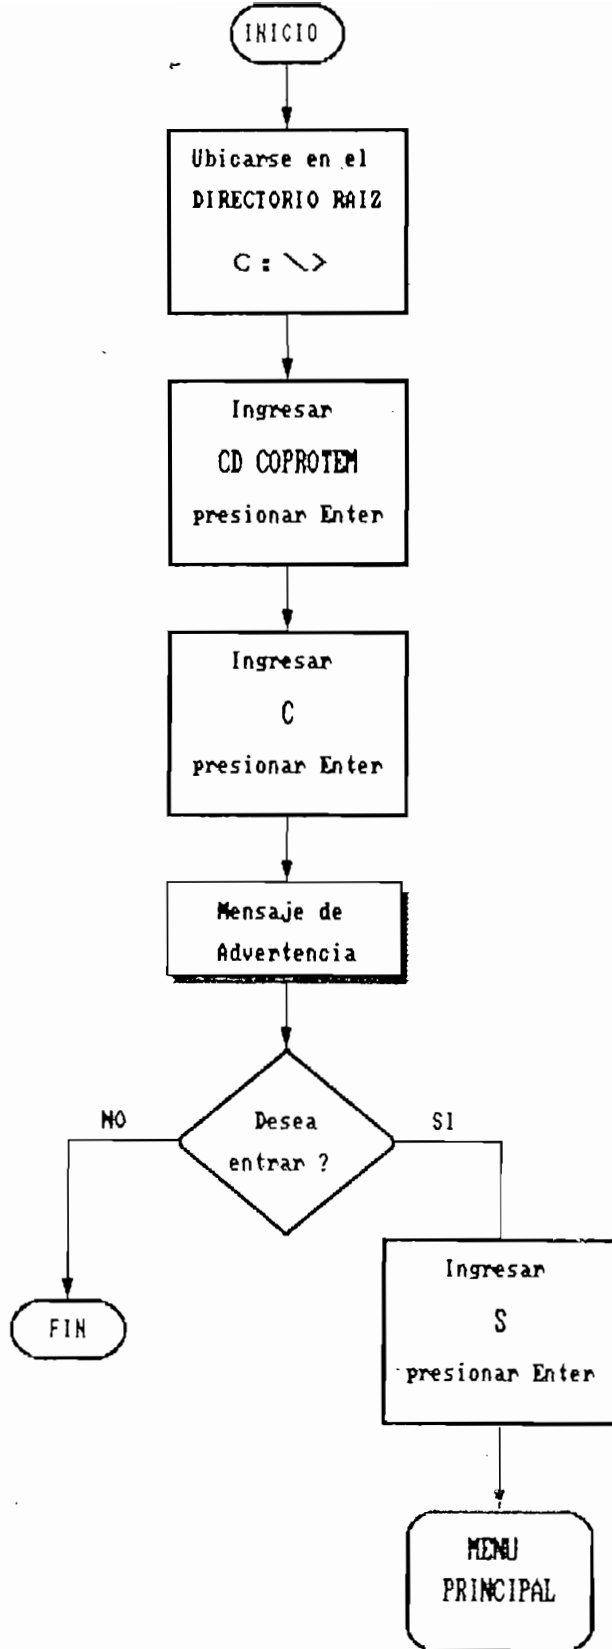 INICIO
Ubicarse en el
DIRECTORIO RAIZ
C:\>
Ingresar
CD COPROTEM
presionar Enter
Ingresar
C
presionar Enter
Mensaje de
Advertencia
Desea
entrar ?
NO
SI
FIN
Ingresar
S
presionar Enter
MENU
PRINCIPAL